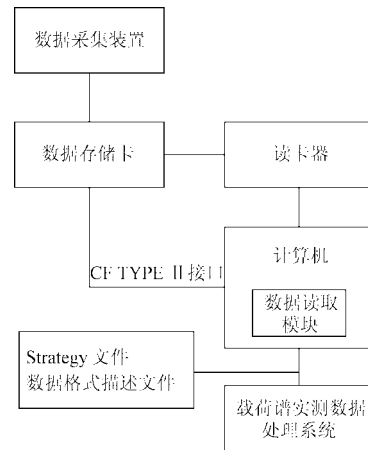 数据采集装置
数据存储卡
读卡器
计算机
CF TYPE Ⅱ接口
数据读取
模块
Strategy 文件
数据格式描述文件
载荷谱实测数据
处理系统